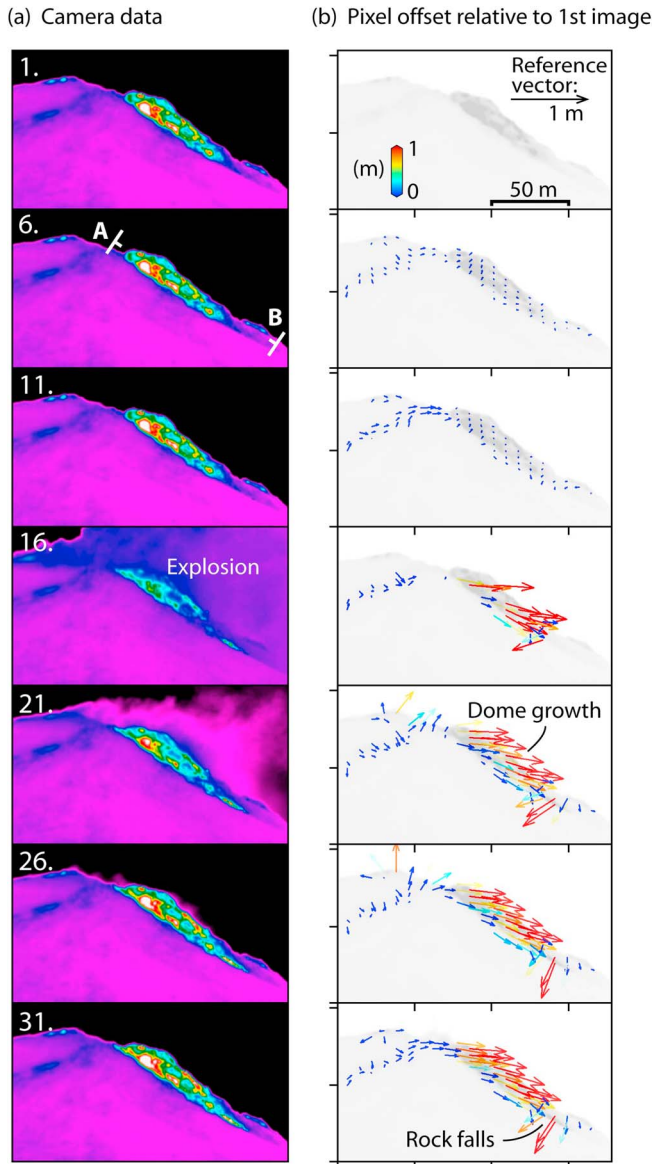 (a) Camera data
(b) Pixel offset relative to 1st image
1.
Reference
vector:
1 m
1
(m)
0
50 m
6.
A
B
11.
16.
Explosion
21.
Dome growth
26.
31.
Rock falls